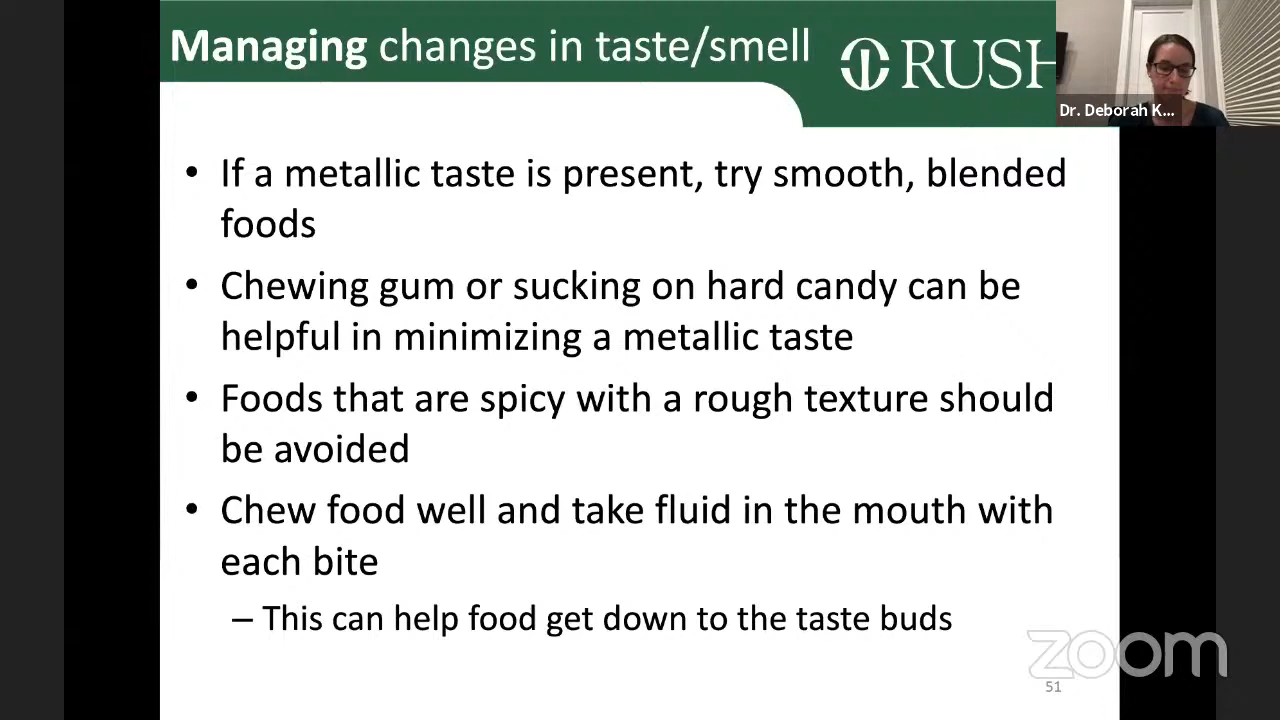 Managing changes in taste/smell
RUSH
Dr. Deborah K...
• If a metallic taste is present, try smooth, blended
foods
• Chewing gum or sucking on hard candy can be
helpful in minimizing a metallic taste
• Foods that are spicy with a rough texture should
be avoided
• Chew food well and take fluid in the mouth with
each bite
– This can help food get down to the taste buds
zoom
51